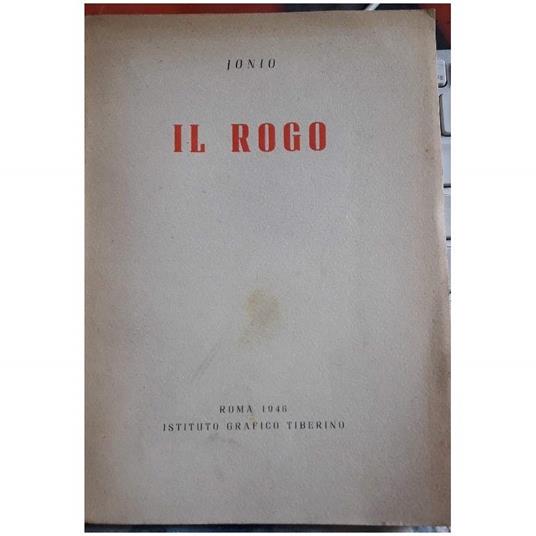 JONIO
IL ROGO
ROMA 1946
ISTITUTO GRAFICO TIBERINO